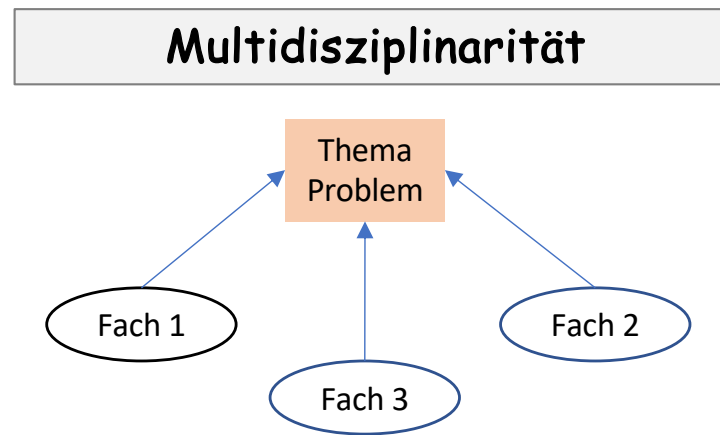 Multidisziplinarität
Thema
Problem
Fach 1
Fach 2
Fach 3